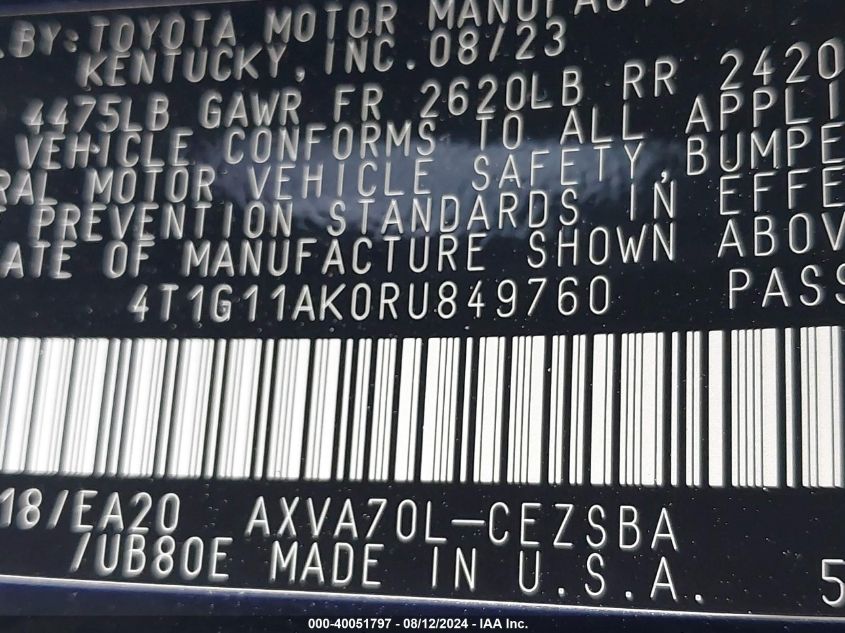 .BY: TOYOTA MOTOR MANUFACTU
KENTUCKY, INC. 08/23
4475LB GAWR FR 2620LB RR 2420
VEHICLE CONFORMS TO ALL APPLI
RAL MOTOR VEHICLE SAFETY, BUMPE
PREVENTION STANDARDS IN EFFE
ATE OF MANUFACTURE SHOWN ABOV
4T1G11AK0RU849760 PASS
18/EA20 AXVA70L-CEZSBA
/UB80E MADE IN U.S.A. 5
000-40051797 - 08/12/2024 - IAA Inc.